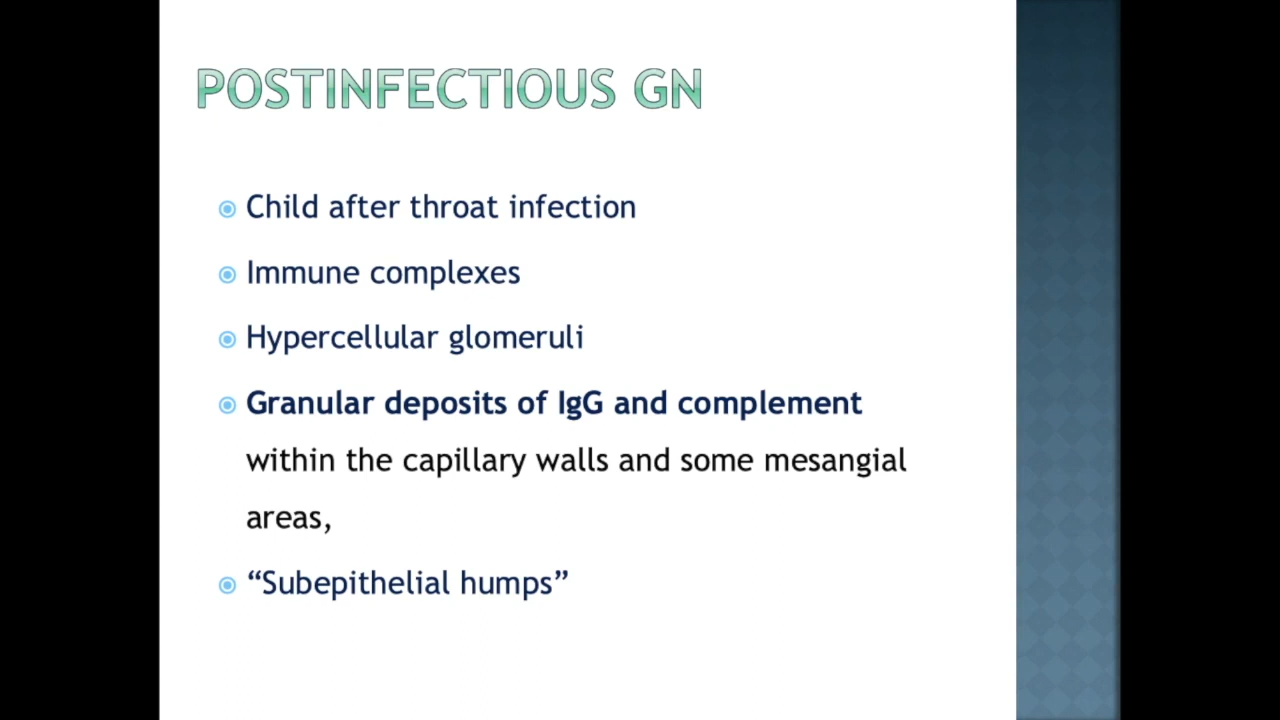 POSTINFECTIOUS GN
Child after throat infection
Immune complexes
Hypercellular glomeruli
Granular deposits of IgG and complement
within the capillary walls and some mesangial
areas,
“Subepithelial humps”